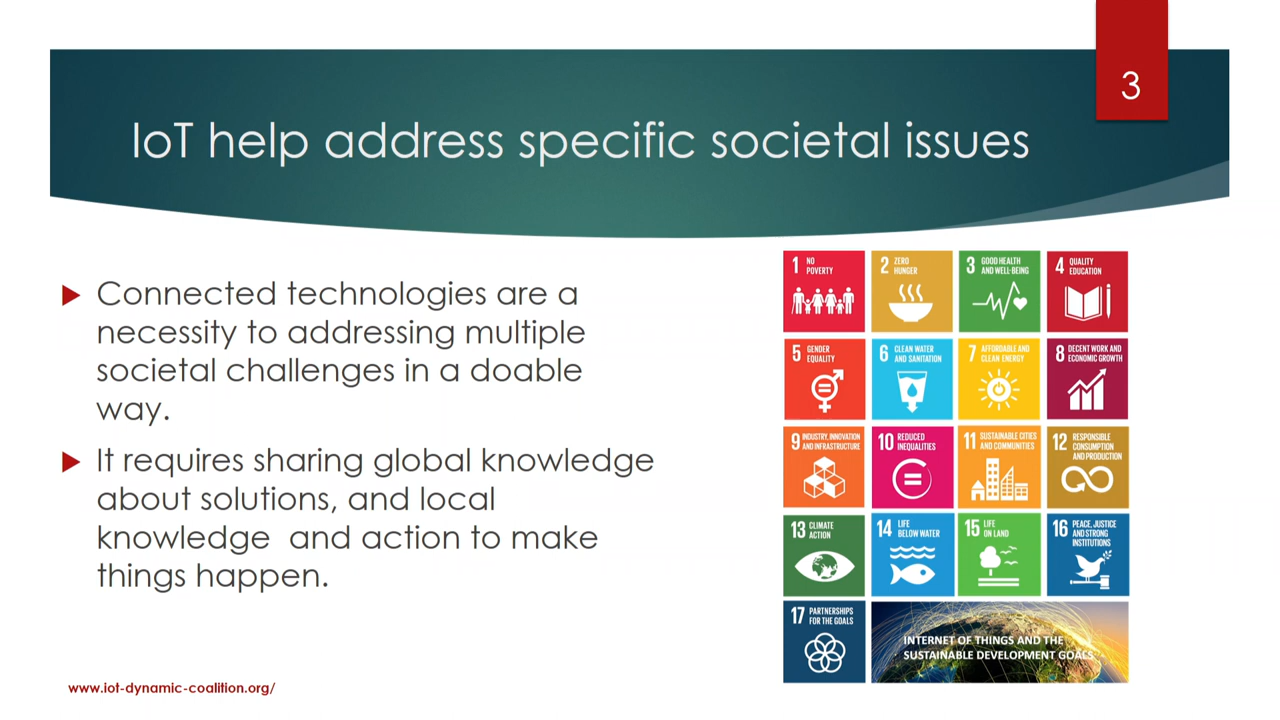 3
IoT help address specific societal issues
Connected technologies are a
necessity to addressing multiple
societal challenges in a doable
way.
It requires sharing global knowledge
about solutions, and local
knowledge  and action to make
things happen.
1 NO
POVERTY
2 ZERO
HUNGER
3 GOOD HEALTH
AND WELL-BEING
4 QUALITY
EDUCATION
5 GENDER
EQUALITY
6 CLEAN WATER
AND SANITATION
7 AFFORDABLE AND
CLEAN ENERGY
8 DECENT WORK AND
ECONOMIC GROWTH
9 INDUSTRY, INNOVATION
AND INFRASTRUCTURE
10 REDUCED
INEQUALITIES
11 SUSTAINABLE CITIES
AND COMMUNITIES
12 RESPONSIBLE
CONSUMPTION
AND PRODUCTION
13 CLIMATE
ACTION
14 LIFE
BELOW WATER
15 LIFE
ON LAND
16 PEACE, JUSTICE
AND STRONG
INSTITUTIONS
17 PARTNERSHIPS
FOR THE GOALS
INTERNET OF THINGS AND THE
SUSTAINABLE DEVELOPMENT GOALS
www.iot-dynamic-coalition.org/